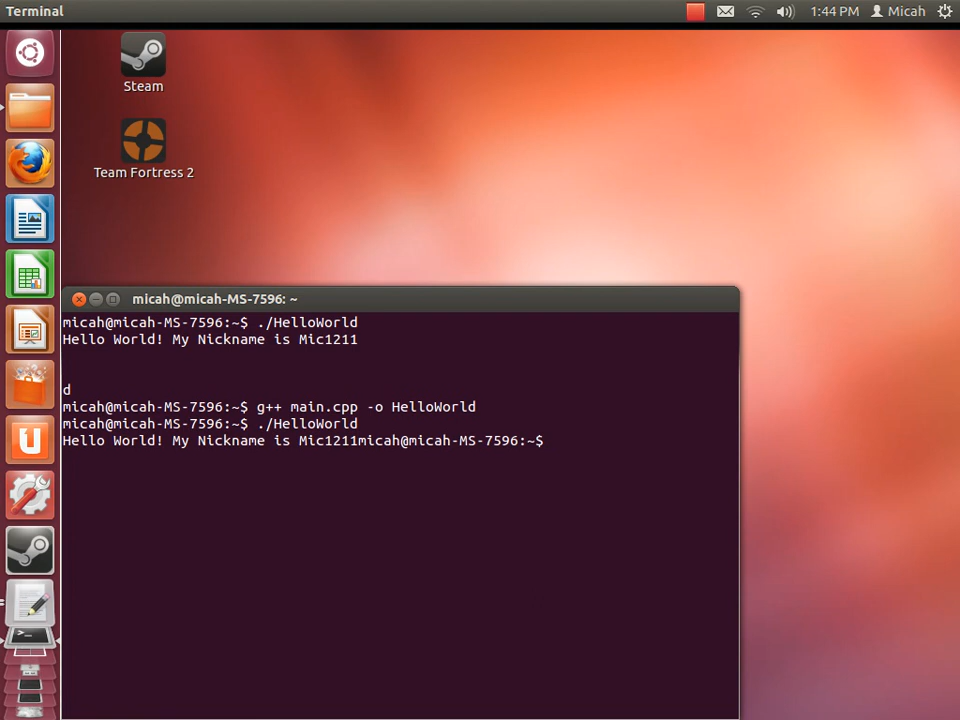 Terminal
1:44 PM Micah
Steam
Team Fortress 2
micah@micah-MS-7596: ~
micah@micah-MS-7596:~$ ./HelloWorld
Hello World! My Nickname is Mic1211
d
micah@micah-MS-7596:~$ g++ main.cpp -o HelloWorld
micah@micah-MS-7596:~$ ./HelloWorld
Hello World! My Nickname is Mic1211micah@micah-MS-7596:~$